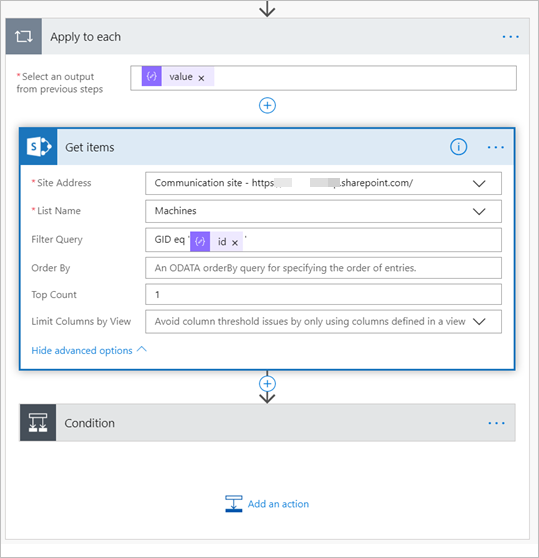 Apply to each
*Select an output
from previous steps
value ×
Get items
* Site Address
Communication site - https: .sharepoint.com/
* List Name
Machines
Filter Query
GID eq ' id × '
Order By
An ODATA orderBy query for specifying the order of entries.
Top Count
1
Limit Columns by View
Avoid column threshold issues by only using columns defined in a view
Hide advanced options
Condition
Add an action